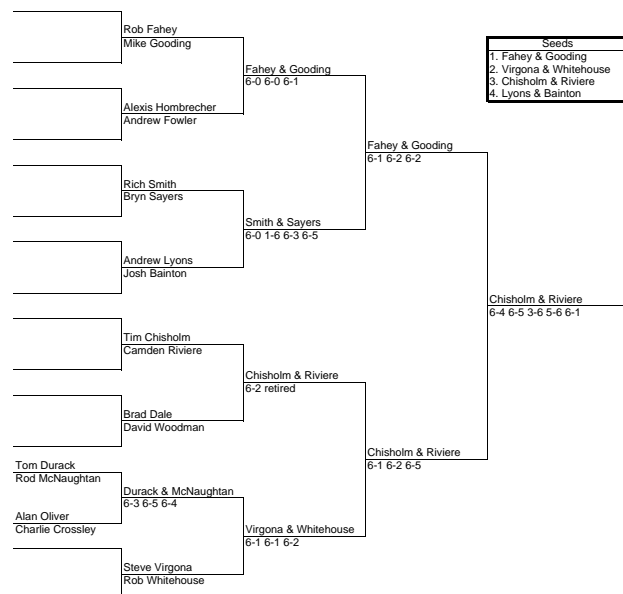 Rob Fahey
Mike Gooding
Fahey & Gooding
6-0 6-0 6-1
Alexis Hombrecher
Andrew Fowler
Seeds
1. Fahey & Gooding
2. Virgona & Whitehouse
3. Chisholm & Riviere
4. Lyons & Bainton
Fahey & Gooding
6-1 6-2 6-2
Rich Smith
Bryn Sayers
Smith & Sayers
6-0 1-6 6-3 6-5
Andrew Lyons
Josh Bainton
Chisholm & Riviere
6-4 6-5 3-6 5-6 6-1
Tim Chisholm
Camden Riviere
Chisholm & Riviere
6-2 retired
Brad Dale
David Woodman
Chisholm & Riviere
6-1 6-2 6-5
Tom Durack
Rod McNaughtan
Durack & McNaughtan
6-3 6-5 6-4
Alan Oliver
Charlie Crossley
Virgona & Whitehouse
6-1 6-1 6-2
Steve Virgona
Rob Whitehouse